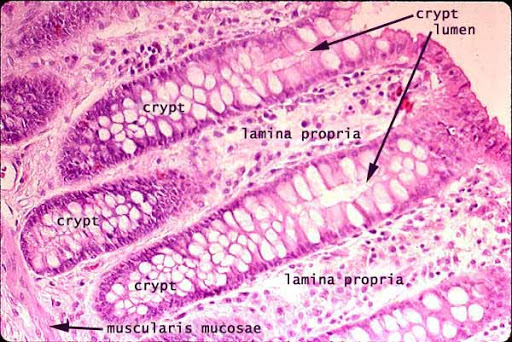 crypt
lumen
crypt
lamina propria
crypt
crypt
lamina propria
muscularis mucosae